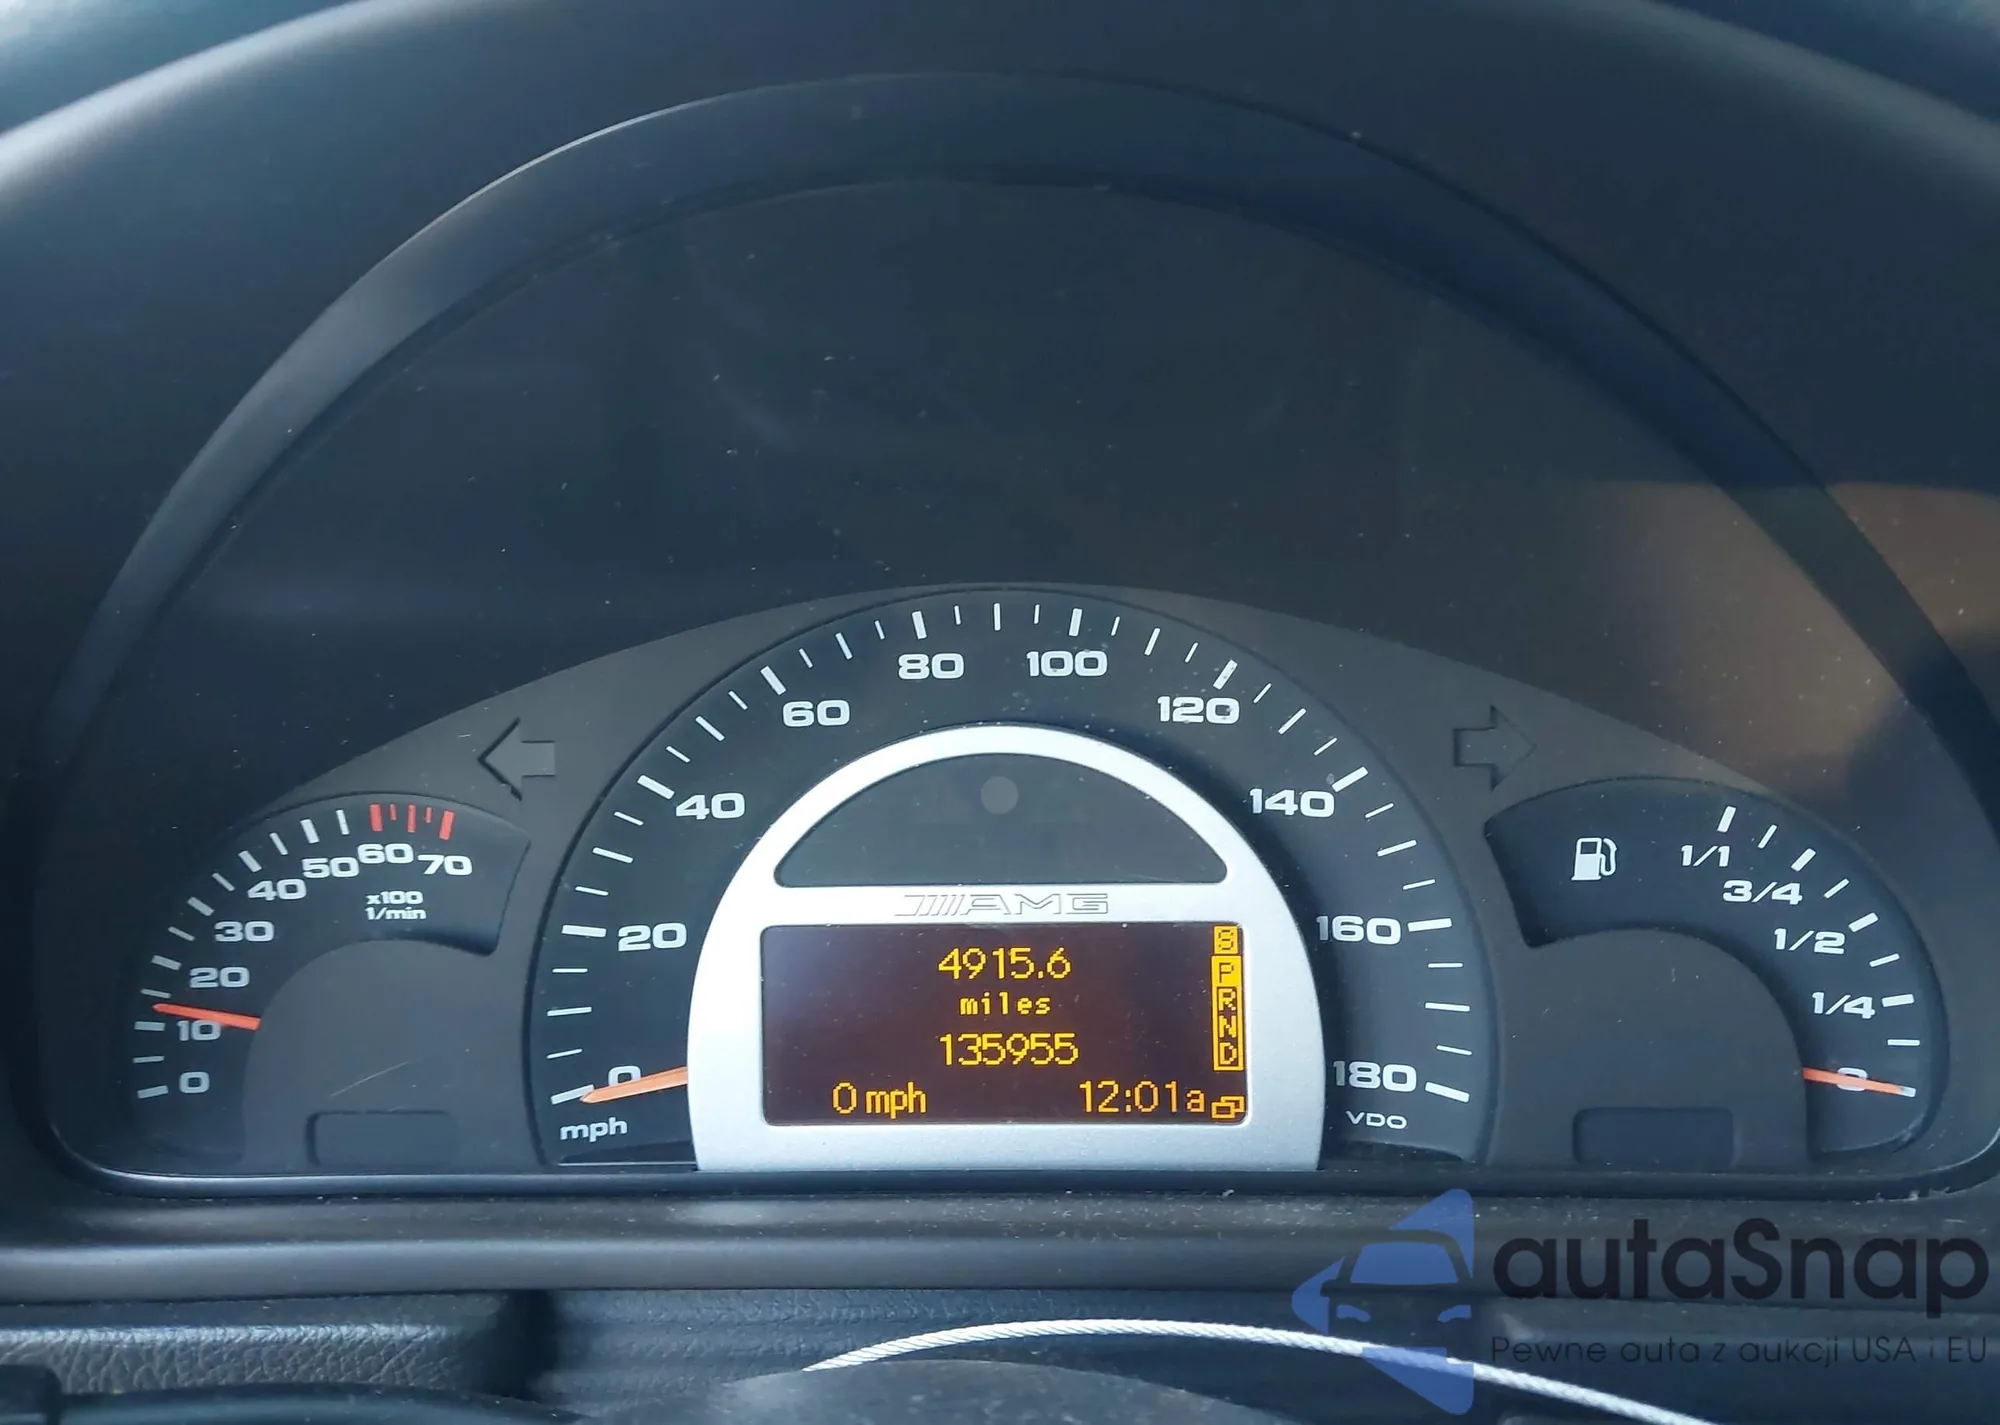 80
100
60
120
40
140
20
160
0
180
mph
VDO
70
60
50
40
30
20
10
0
x100
1/min
1/1
3/4
1/2
1/4
AMG
4915.6
miles
135955
0 mph
12:01a
S
P
R
N
D
autaSnap
Pewne auta z aukcji USA i EU